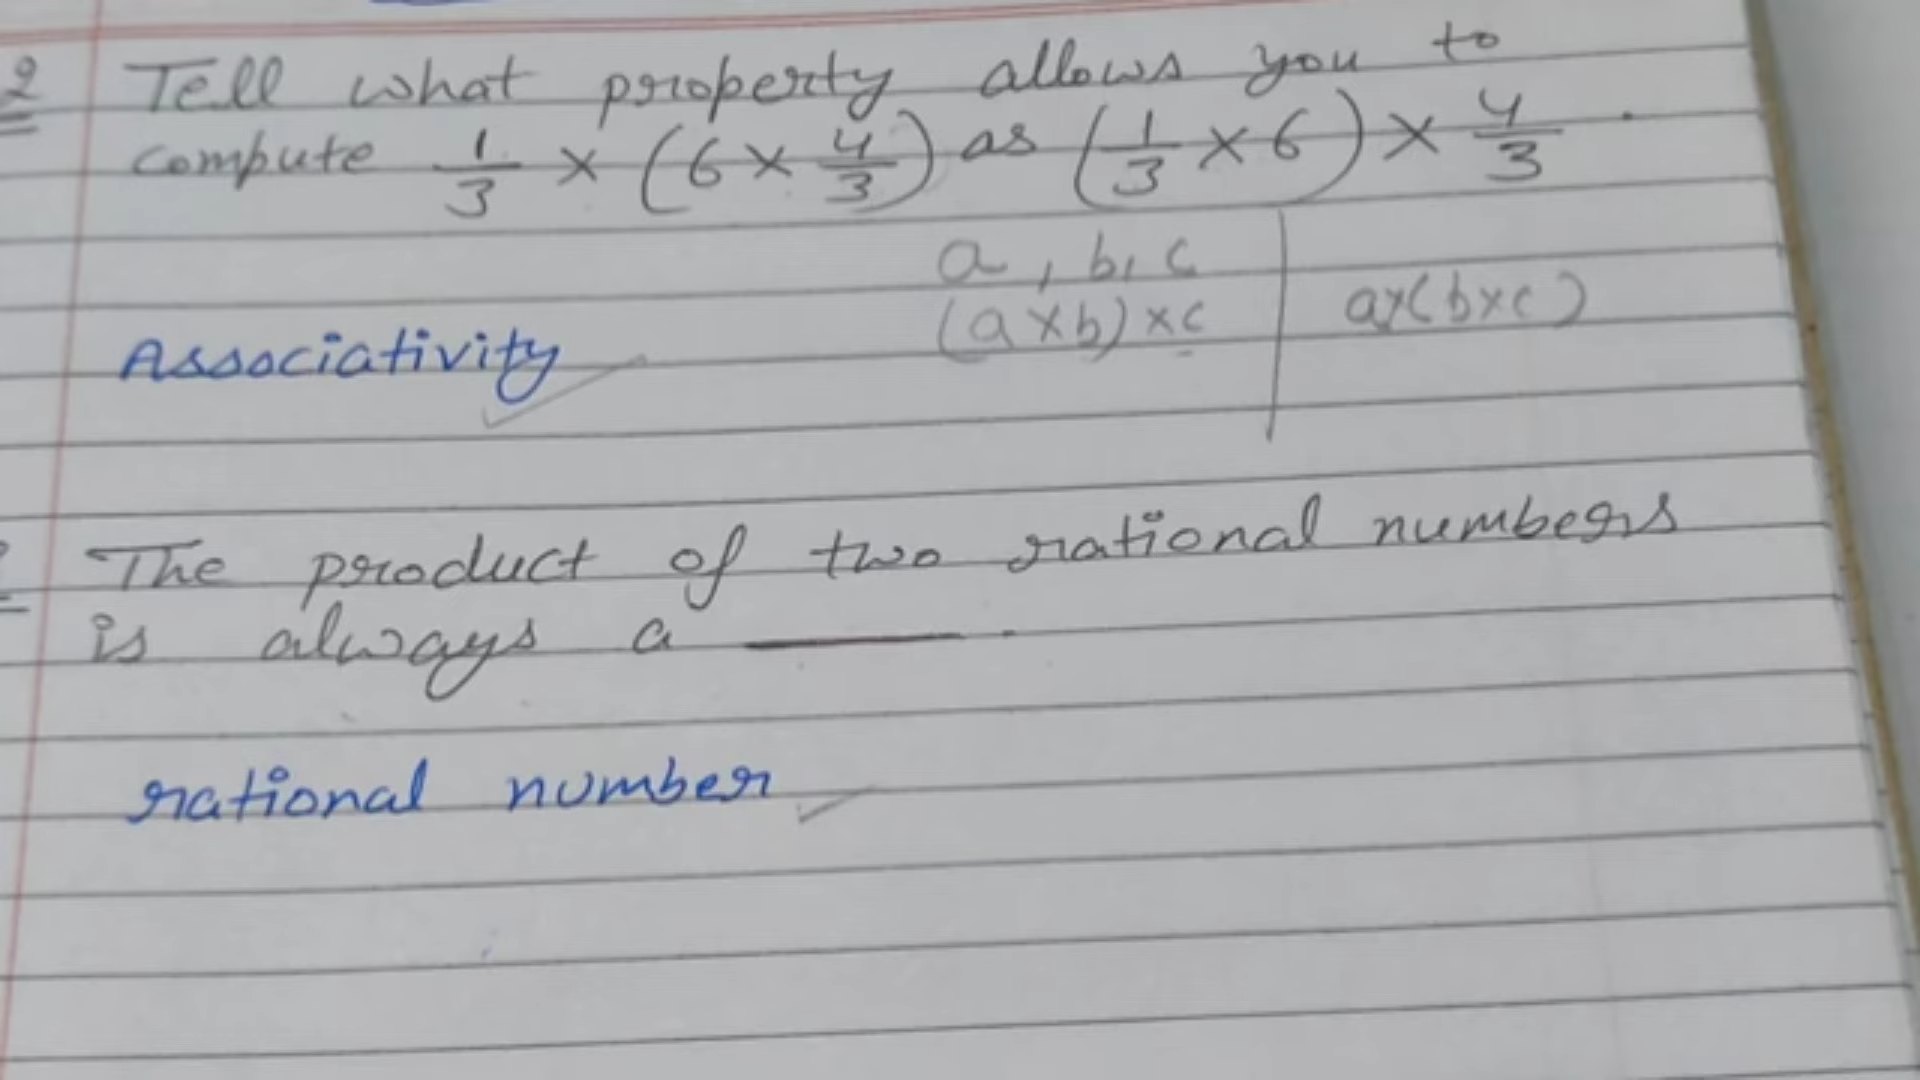 2 Tell what property allows you to
compute 1/3 × (6 × 4/3) as (1/3 × 6) × 4/3 .
a, b, c
(a×b)×c | a×(b×c)
Associativity
The product of two rational numbers
is always a ______.
rational number